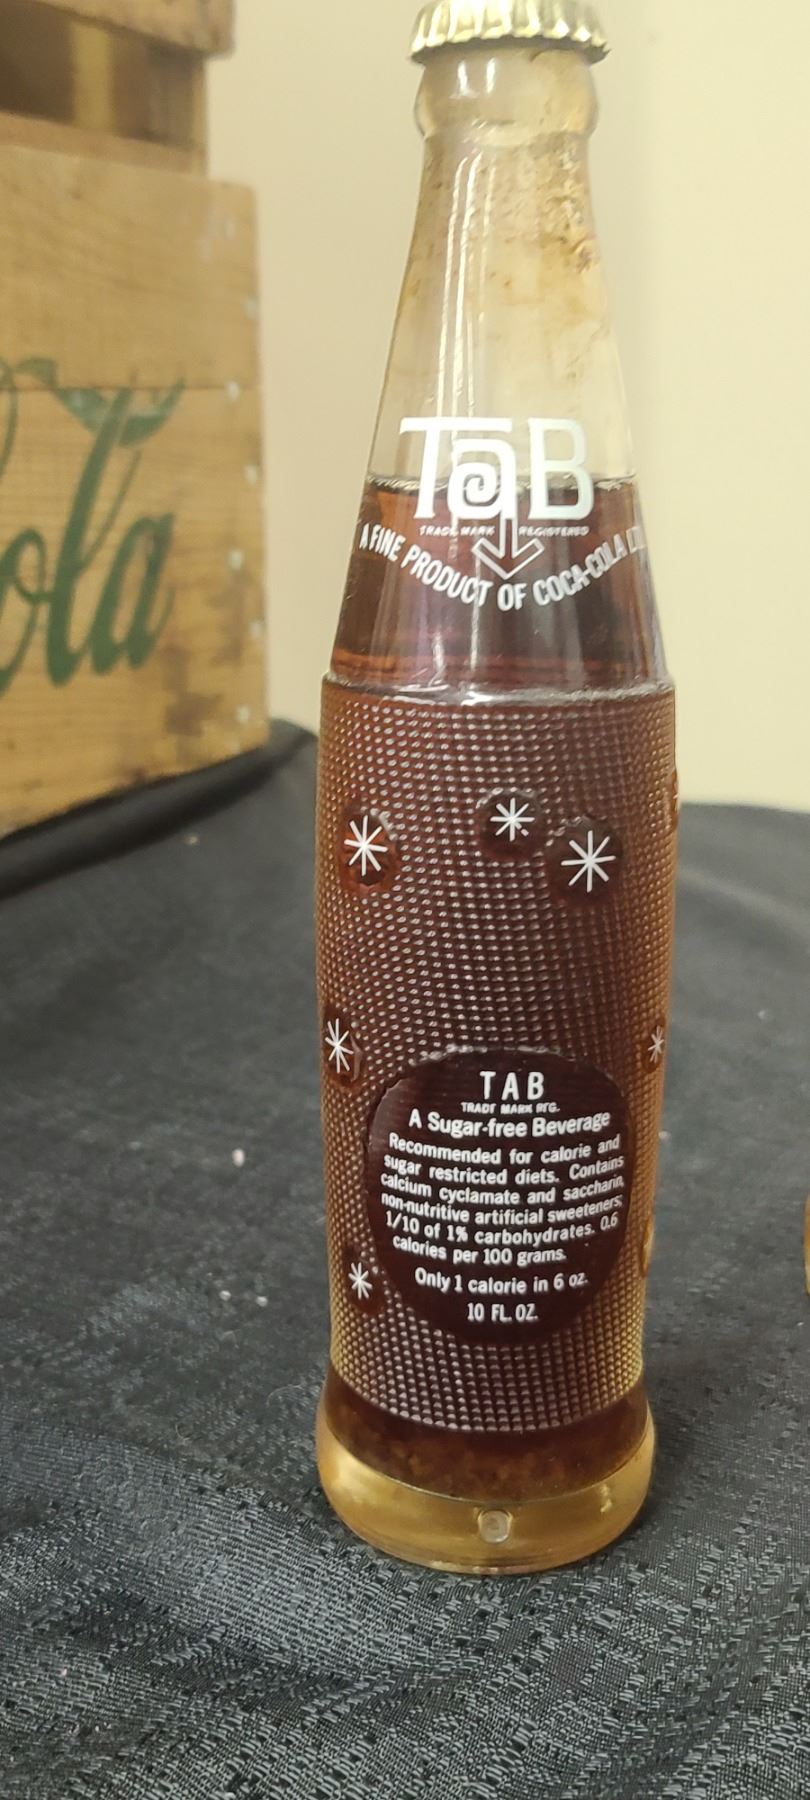 TaB
TRADE MARK REGISTERED
A FINE PRODUCT OF COCA-COLA LTD
Cola
TAB
TRADE MARK REG.
A Sugar-free Beverage
Recommended for calorie and
sugar restricted diets. Contains
calcium cyclamate and saccharin,
non-nutritive artificial sweeteners;
1/10 of 1% carbohydrates. 0.6
calories per 100 grams.
Only 1 calorie in 6 oz.
10 FL. OZ.